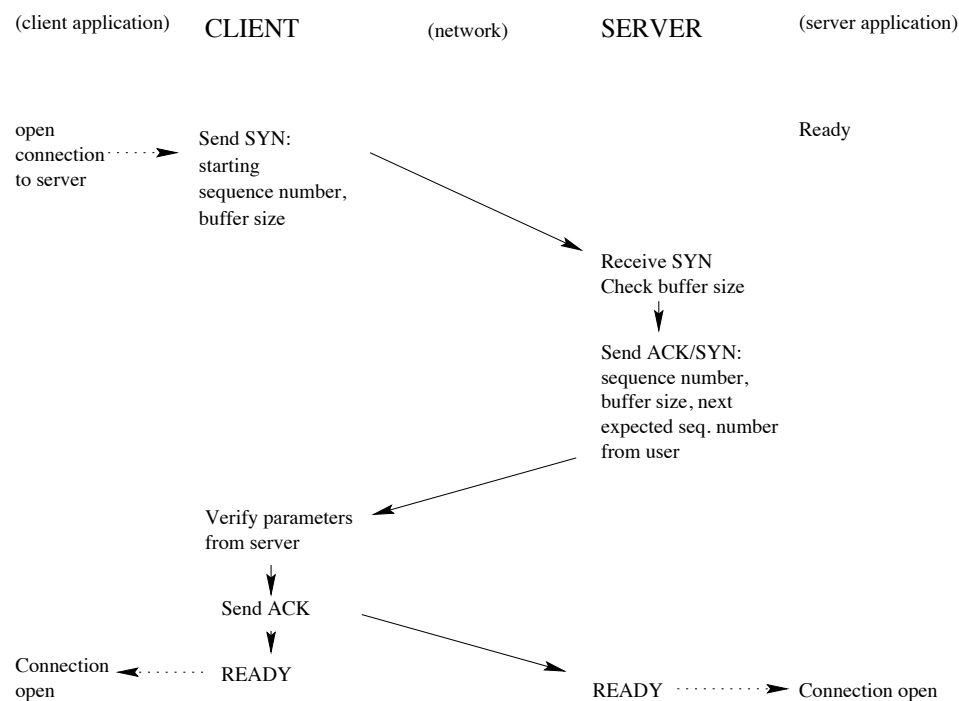 (client application)
CLIENT
(network)
SERVER
(server application)
open
connection
to server
Send SYN:
starting
sequence number,
buffer size
Ready
Receive SYN
Check buffer size
Send ACK/SYN:
sequence number,
buffer size, next
expected seq. number
from user
Verify parameters
from server
Send ACK
READY
Connection
open
READY
Connection open